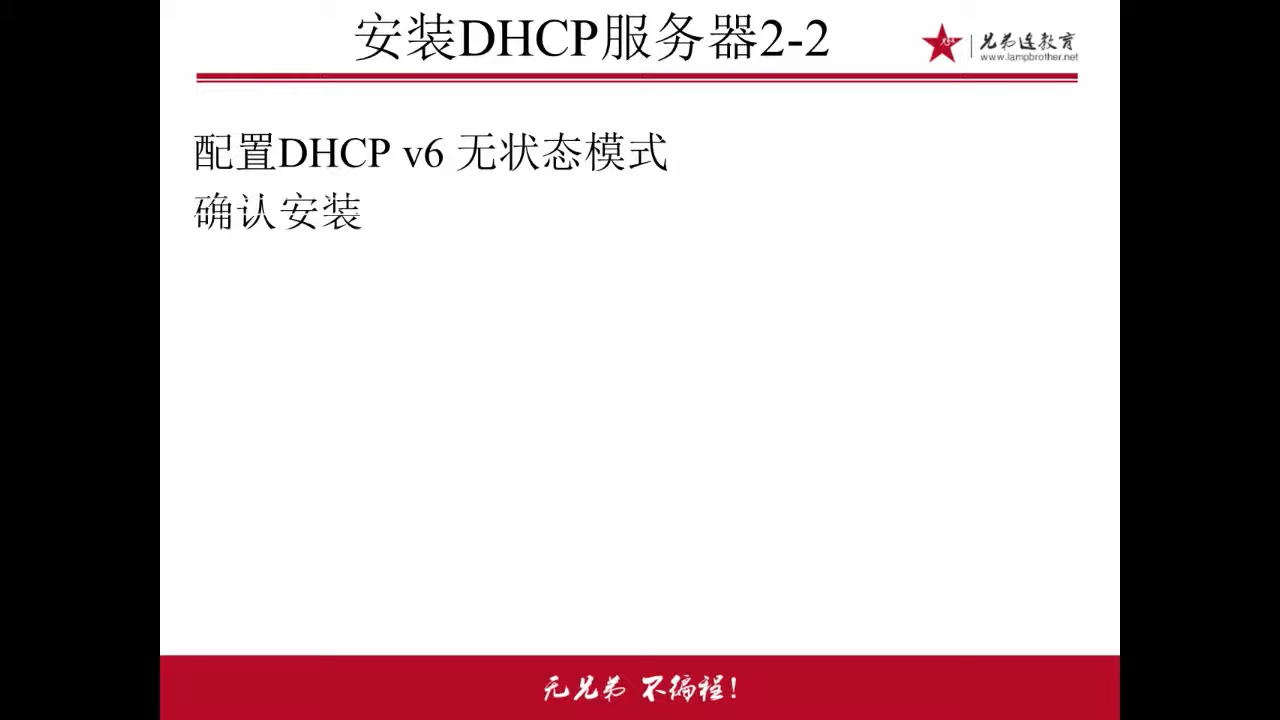 安装DHCP服务器2-2
兄弟连教育
www.lampbrother.net
配置DHCP v6 无状态模式
确认安装
无兄弟 不编程!